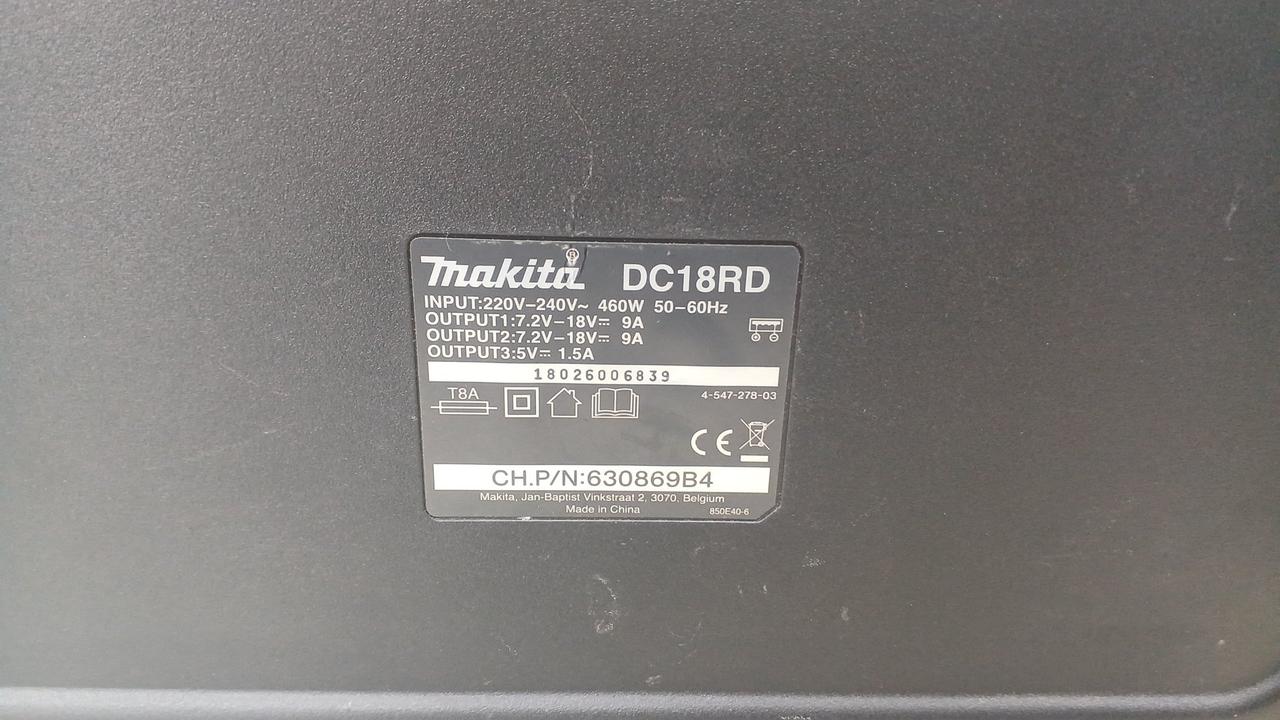 makita® DC18RD
INPUT:220V–240V~ 460W 50–60Hz
OUTPUT1:7.2V–18V⎓ 9A
OUTPUT2:7.2V–18V⎓ 9A
OUTPUT3:5V⎓ 1.5A
18026006839
T8A
4-547-278-03
CE
CH.P/N:630869B4
Makita, Jan-Baptist Vinkstraat 2, 3070, Belgium
Made in China
850E40-6